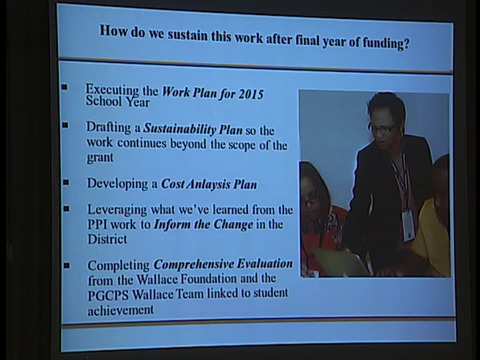 How do we sustain this work after final year of funding?
Executing the Work Plan for 2015
School Year
Drafting a Sustainability Plan so the
work continues beyond the scope of the
grant
Developing a Cost Anlaysis Plan
Leveraging what we've learned from the
PPI work to Inform the Change in the
District
Completing Comprehensive Evaluation
from the Wallace Foundation and the
PGCPS Wallace Team linked to student
achievement